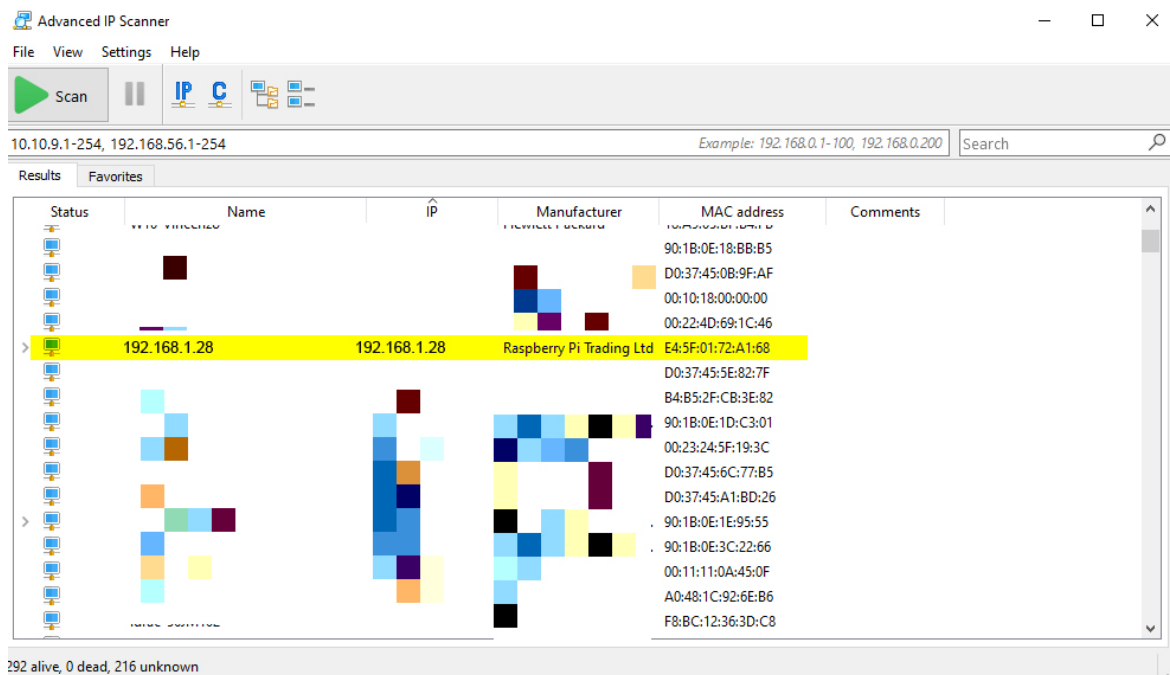 Advanced IP Scanner
File View Settings Help
Scan IP C
10.10.9.1-254, 192.168.56.1-254 Example: 192.168.0.1-100, 192.168.0.200 Search
Results Favorites
Status Name IP Manufacturer MAC address Comments
90:1B:0E:18:BB:B5
D0:37:45:0B:9F:AF
00:10:18:00:00:00
00:22:4D:69:1C:46
192.168.1.28 192.168.1.28 Raspberry Pi Trading Ltd E4:5F:01:72:A1:68
D0:37:45:5E:82:7F
B4:B5:2F:CB:3E:82
90:1B:0E:1D:C3:01
00:23:24:5F:19:3C
D0:37:45:6C:77:B5
D0:37:45:A1:BD:26
90:1B:0E:1E:95:55
90:1B:0E:3C:22:66
00:11:11:0A:45:0F
A0:48:1C:92:6E:B6
F8:BC:12:36:3D:C8
292 alive, 0 dead, 216 unknown